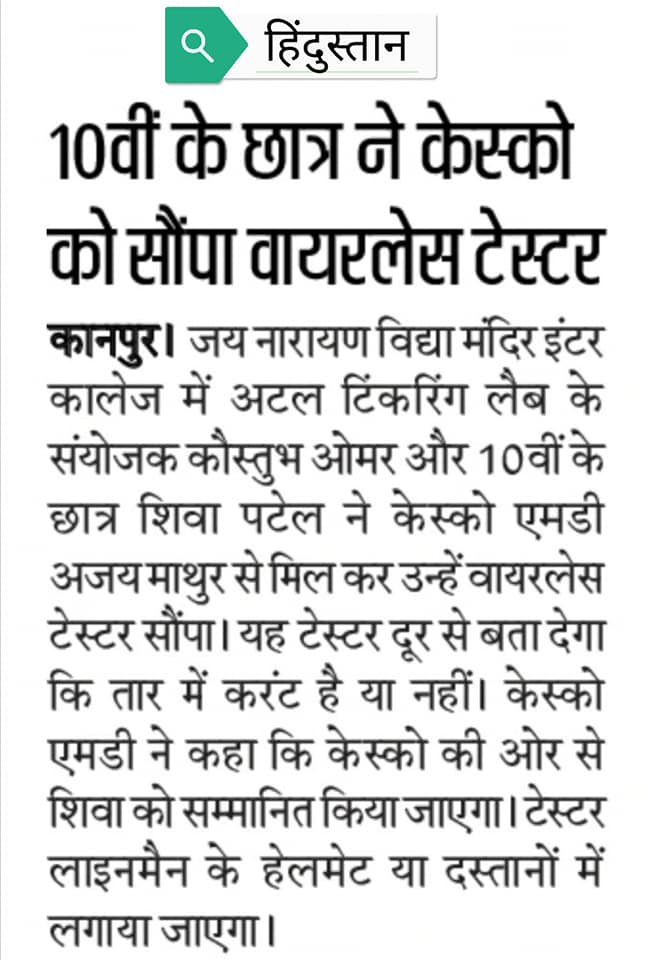 हिंदुस्तान
10वीं के छात्र ने केस्को
को सौंपा वायरलेस टेस्टर
कानपुर। जय नारायण विद्या मंदिर इंटर
कालेज में अटल टिंकरिंग लैब के
संयोजक कौस्तुभ ओमर और 10वीं के
छात्र शिवा पटेल ने केस्को एमडी
अजय माथुर से मिल कर उन्हें वायरलेस
टेस्टर सौंपा। यह टेस्टर दूर से बता देगा
कि तार में करंट है या नहीं। केस्को
एमडी ने कहा कि केस्को की ओर से
शिवा को सम्मानित किया जाएगा। टेस्टर
लाइनमैन के हेलमेट या दस्तानों में
लगाया जाएगा।